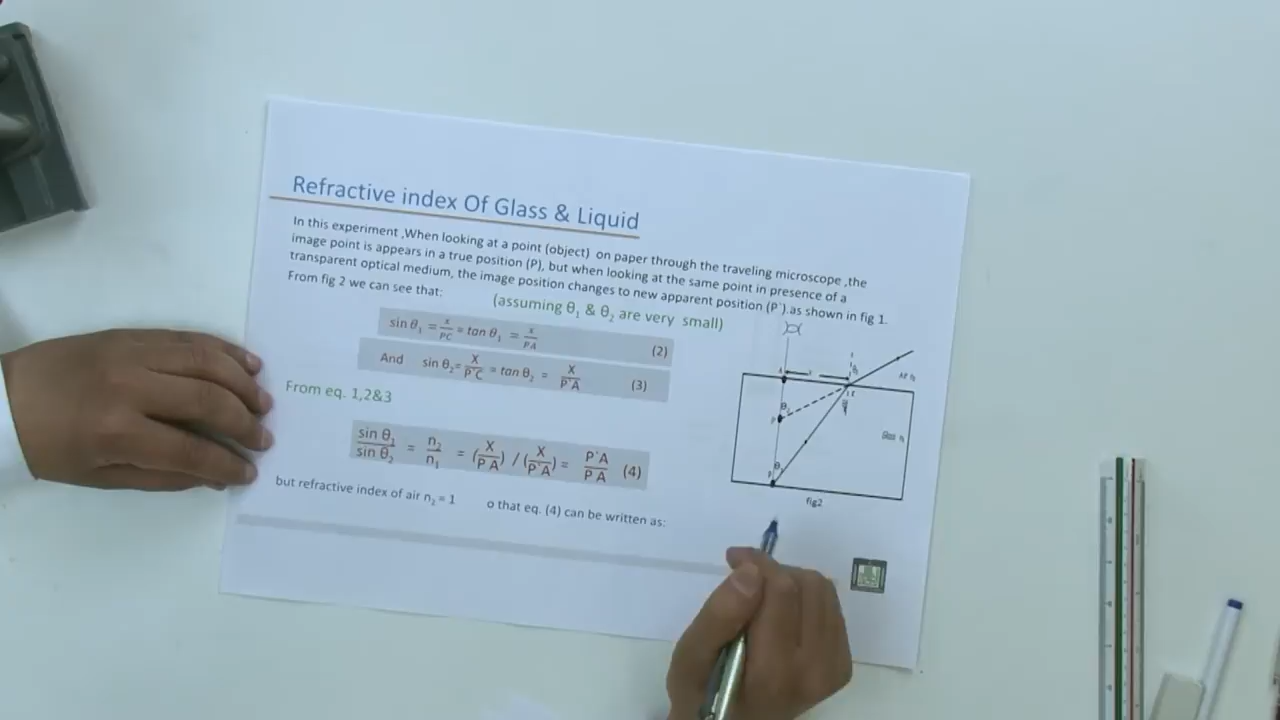 Refractive index Of Glass & Liquid
In this experiment ,When looking at a point (object) on paper through the traveling microscope ,the
image point is appears in a true position (P), but when looking at the same point in presence of a
transparent optical medium, the image position changes to new apparent position (P`).as shown in fig 1.
From fig 2 we can see that:
(assuming θ₁ & θ₂ are very small)
sin θ₁ = x/PC = tan θ₁ = x/PA (2)
And sin θ₂= X/P`C = tan θ₂ = X/P`A (3)
From eq. 1,2&3
sin θ₁/sin θ₂ = n₂/n₁ = (X/PA) / (X/P`A) = P`A/PA (4)
but refractive index of air n₂ = 1 o that eq. (4) can be written as:
fig2